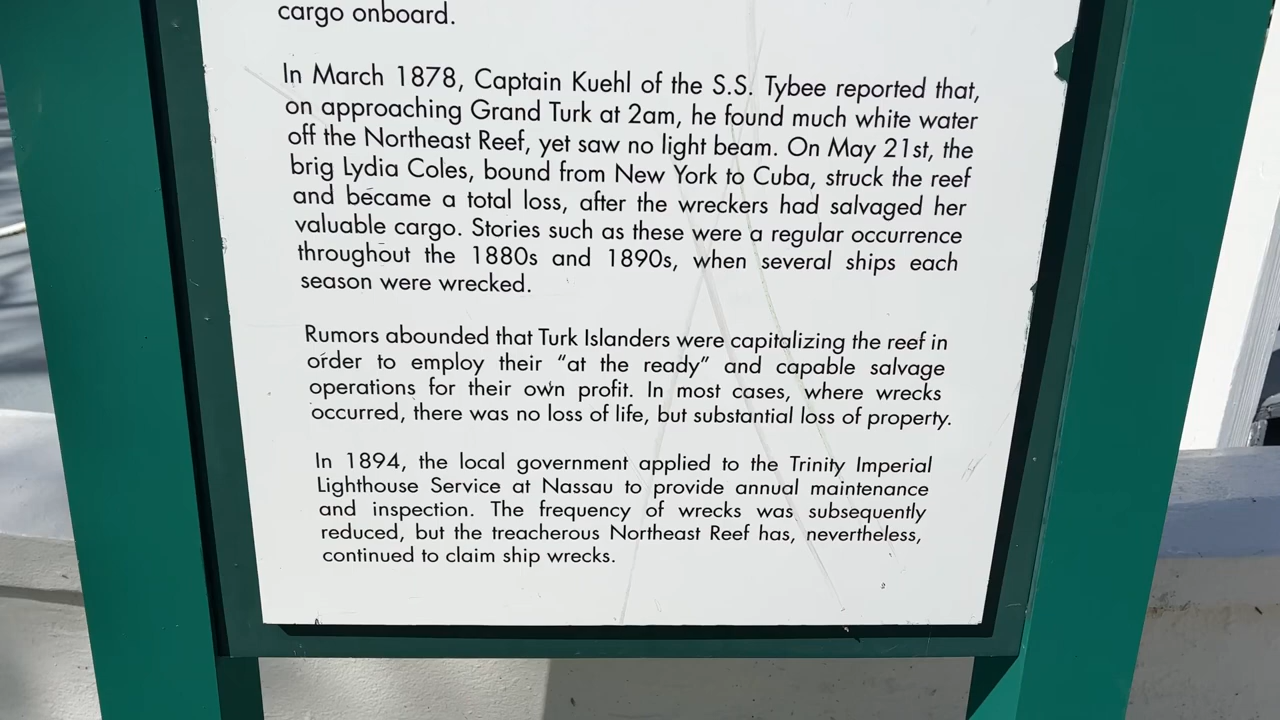 cargo onboard.
In March 1878, Captain Kuehl of the S.S. Tybee reported that,
on approaching Grand Turk at 2am, he found much white water
off the Northeast Reef, yet saw no light beam. On May 21st, the
brig Lydia Coles, bound from New York to Cuba, struck the reef
and became a total loss, after the wreckers had salvaged her
valuable cargo. Stories such as these were a regular occurrence
throughout the 1880s and 1890s, when several ships each
season were wrecked.
Rumors abounded that Turk Islanders were capitalizing the reef in
order to employ their “at the ready” and capable salvage
operations for their own profit. In most cases, where wrecks
occurred, there was no loss of life, but substantial loss of property.
In 1894, the local government applied to the Trinity Imperial
Lighthouse Service at Nassau to provide annual maintenance
and inspection. The frequency of wrecks was subsequently
reduced, but the treacherous Northeast Reef has, nevertheless,
continued to claim ship wrecks.